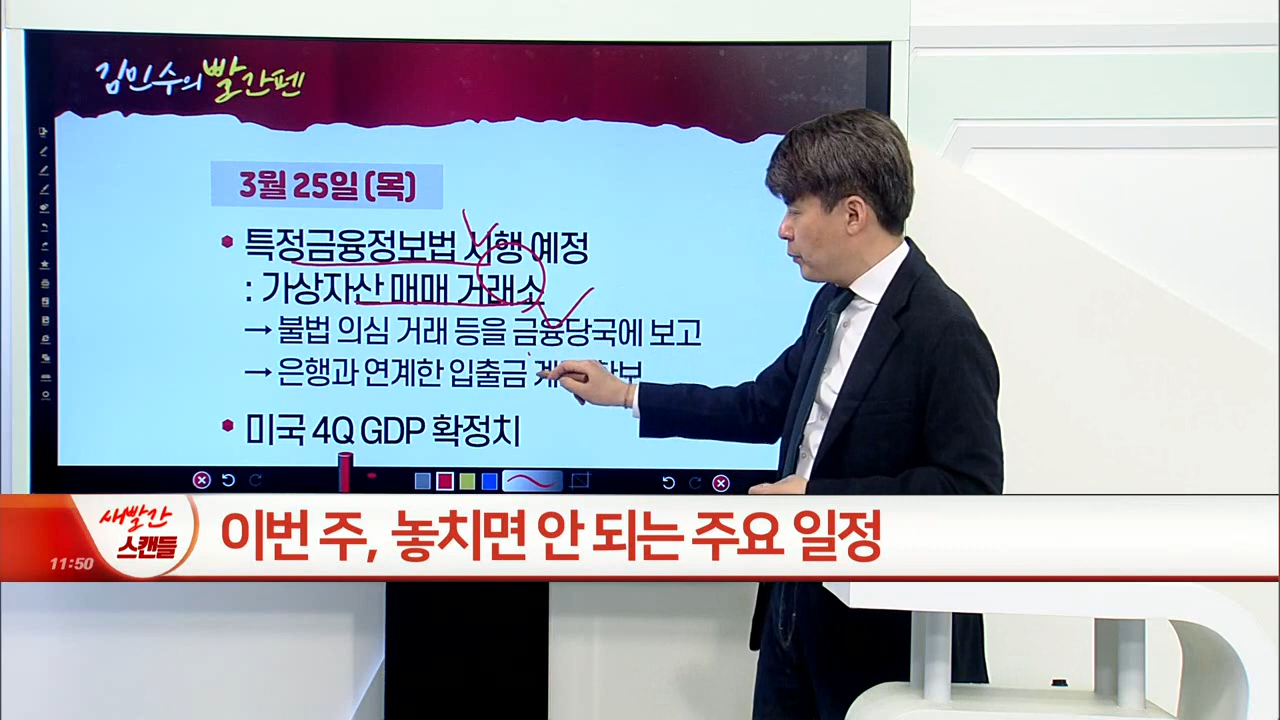 김민수의 빨간펜
3월 25일 (목)
• 특정금융정보법 시행 예정
: 가상자산 매매 거래소
→ 불법 의심 거래 등을 금융당국에 보고
→ 은행과 연계한 입출금
• 미국 4Q GDP 확정치
새빨간
스캔들
11:50
이번 주, 놓치면 안 되는 주요 일정